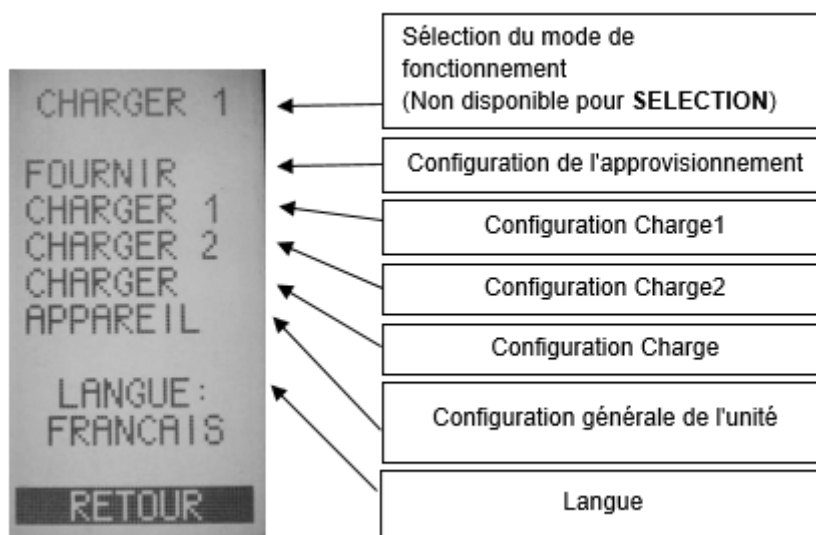 CHARGER 1
FOURNIR
CHARGER 1
CHARGER 2
CHARGER
APPAREIL
LANGUE:
FRANCAIS
RETOUR
Sélection du mode de
fonctionnement
(Non disponible pour SELECTION)
Configuration de l'approvisionnement
Configuration Charge1
Configuration Charge2
Configuration Charge
Configuration générale de l'unité
Langue